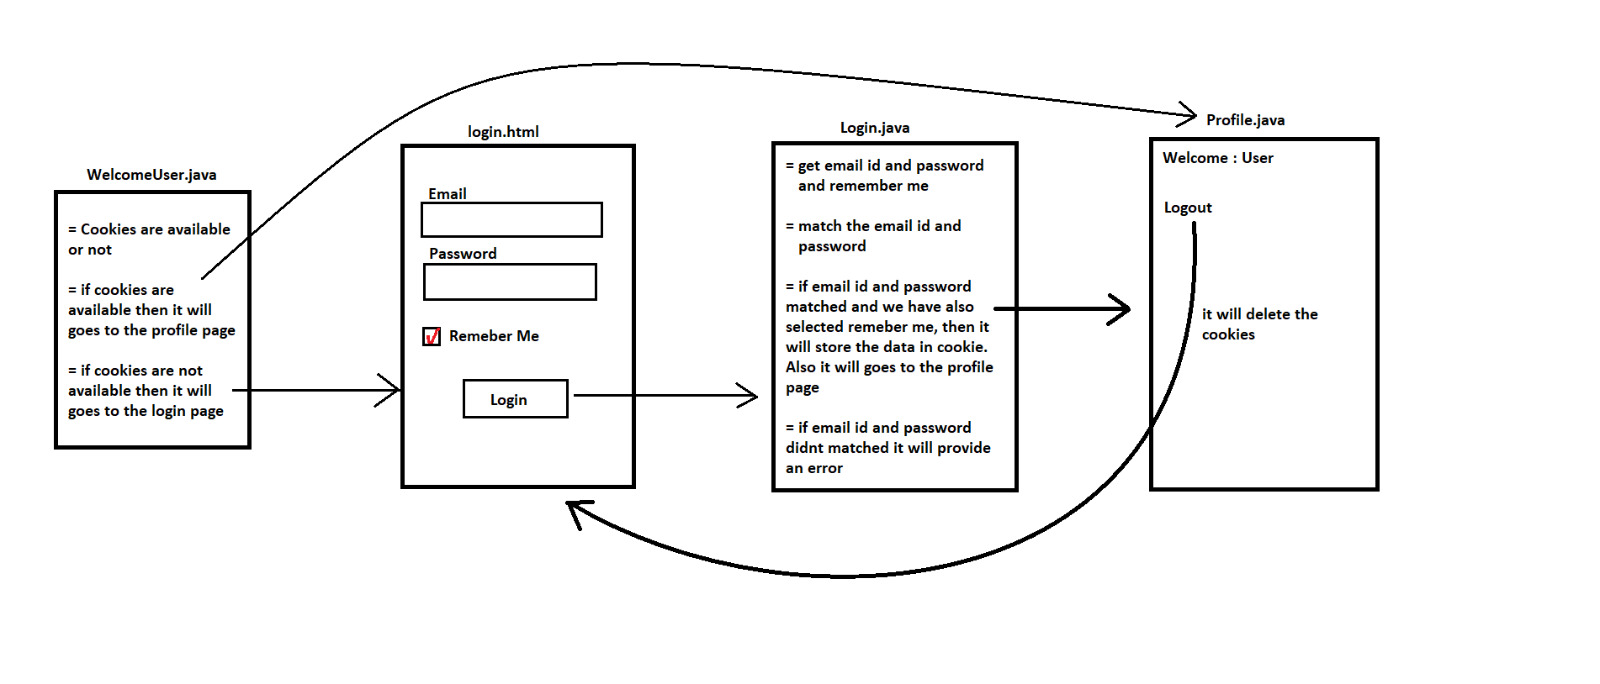 WelcomeUser.java
= Cookies are available
or not
= if cookies are
available then it will
goes to the profile page
= if cookies are not
available then it will
goes to the login page
login.html
Email
Password
Remeber Me
Login
Login.java
= get email id and password
and remember me
= match the email id and
password
= if email id and password
matched and we have also
selected remeber me, then it
will store the data in cookie.
Also it will goes to the profile
page
= if email id and password
didnt matched it will provide
an error
Profile.java
Welcome : User
Logout
it will delete the
cookies